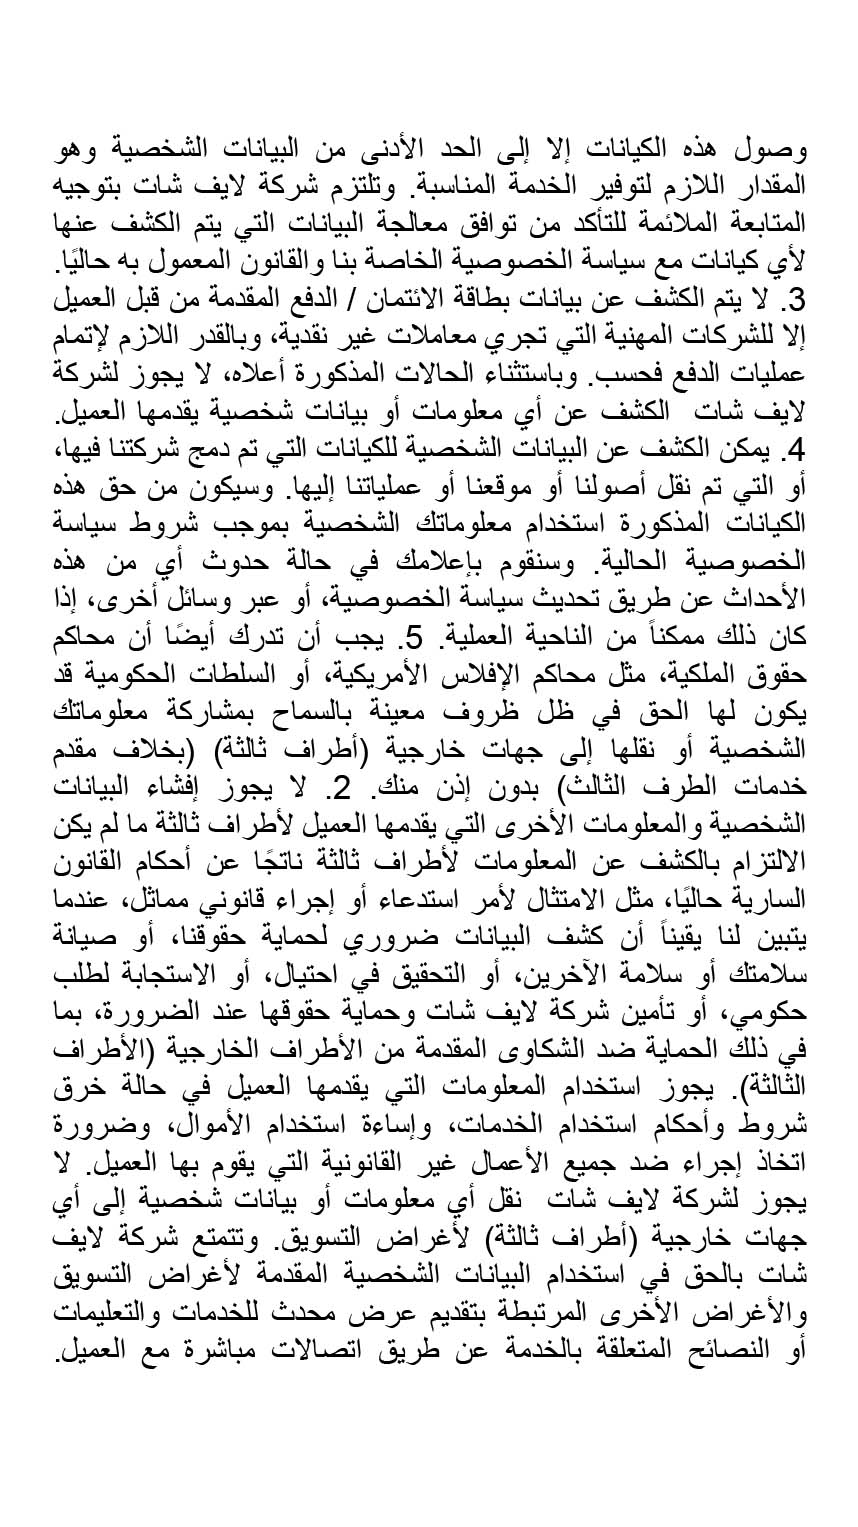 وصول هذه الكيانات إلا إلى الحد الأدنى من البيانات الشخصية وهو
المقدار اللازم لتوفير الخدمة المناسبة. وتلتزم شركة لايف شات بتوجيه
المتابعة الملائمة للتأكد من توافق معالجة البيانات التي يتم الكشف عنها
لأي كيانات مع سياسة الخصوصية الخاصة بنا والقانون المعمول به حاليًا.
3. لا يتم الكشف عن بيانات بطاقة الائتمان / الدفع المقدمة من قبل العميل
إلا للشركات المهنية التي تجري معاملات غير نقدية، وبالقدر اللازم لإتمام
عمليات الدفع فحسب. وباستثناء الحالات المذكورة أعلاه، لا يجوز لشركة
لايف شات  الكشف عن أي معلومات أو بيانات شخصية يقدمها العميل.
4. يمكن الكشف عن البيانات الشخصية للكيانات التي تم دمج شركتنا فيها،
أو التي تم نقل أصولنا أو موقعنا أو عملياتنا إليها. وسيكون من حق هذه
الكيانات المذكورة استخدام معلوماتك الشخصية بموجب شروط سياسة
الخصوصية الحالية. وسنقوم بإعلامك في حالة حدوث أي من هذه
الأحداث عن طريق تحديث سياسة الخصوصية، أو عبر وسائل أخرى، إذا
كان ذلك ممكناً من الناحية العملية. 5. يجب أن تدرك أيضًا أن محاكم
حقوق الملكية، مثل محاكم الإفلاس الأمريكية، أو السلطات الحكومية قد
يكون لها الحق في ظل ظروف معينة بالسماح بمشاركة معلوماتك
الشخصية أو نقلها إلى جهات خارجية (أطراف ثالثة) (بخلاف مقدم
خدمات الطرف الثالث) بدون إذن منك. 2. لا يجوز إفشاء البيانات
الشخصية والمعلومات الأخرى التي يقدمها العميل لأطراف ثالثة ما لم يكن
الالتزام بالكشف عن المعلومات لأطراف ثالثة ناتجًا عن أحكام القانون
السارية حاليًا، مثل الامتثال لأمر استدعاء أو إجراء قانوني مماثل، عندما
يتبين لنا يقيناً أن كشف البيانات ضروري لحماية حقوقنا، أو صيانة
سلامتك أو سلامة الآخرين، أو التحقيق في احتيال، أو الاستجابة لطلب
حكومي، أو تأمين شركة لايف شات وحماية حقوقها عند الضرورة، بما
في ذلك الحماية ضد الشكاوى المقدمة من الأطراف الخارجية (الأطراف
الثالثة). يجوز استخدام المعلومات التي يقدمها العميل في حالة خرق
شروط وأحكام استخدام الخدمات، وإساءة استخدام الأموال، وضرورة
اتخاذ إجراء ضد جميع الأعمال غير القانونية التي يقوم بها العميل. لا
يجوز لشركة لايف شات  نقل أي معلومات أو بيانات شخصية إلى أي
جهات خارجية (أطراف ثالثة) لأغراض التسويق. وتتمتع شركة لايف
شات بالحق في استخدام البيانات الشخصية المقدمة لأغراض التسويق
والأغراض الأخرى المرتبطة بتقديم عرض محدث للخدمات والتعليمات
أو النصائح المتعلقة بالخدمة عن طريق اتصالات مباشرة مع العميل.